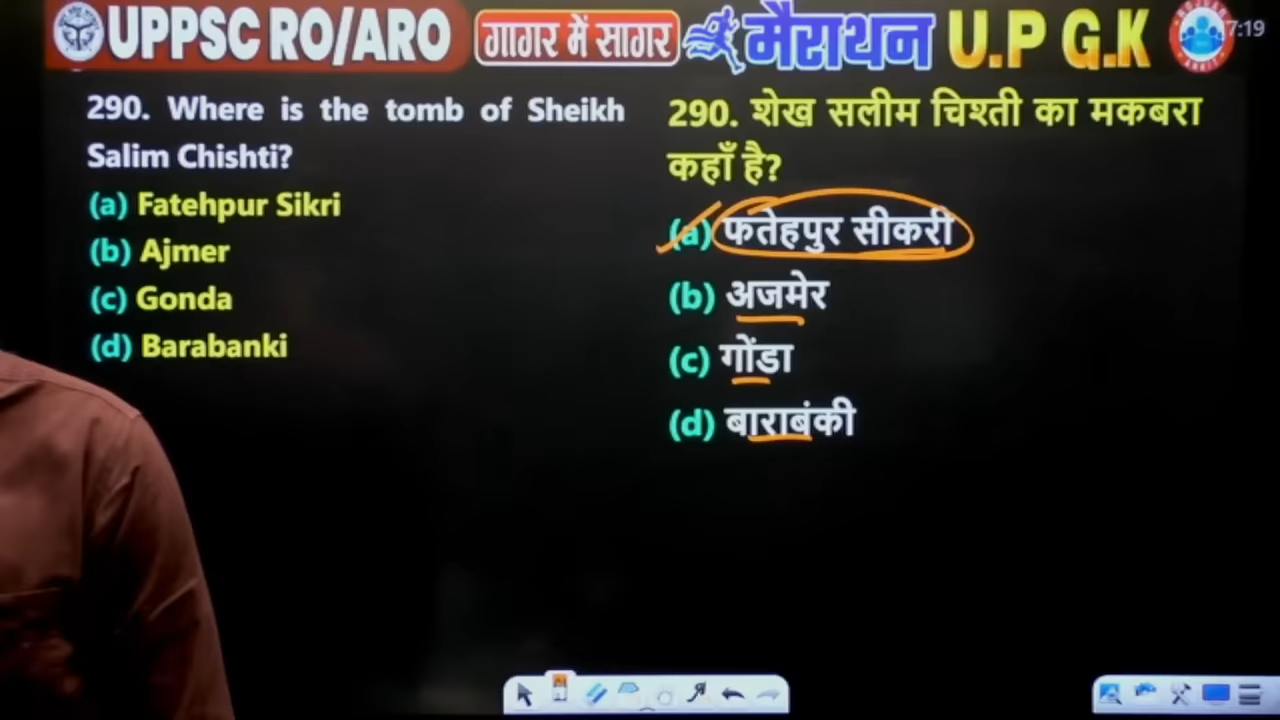 UPPSC RO/ARO गागर में सागर मैराथन U.P G.K
7:19
290. Where is the tomb of Sheikh
Salim Chishti?
(a) Fatehpur Sikri
(b) Ajmer
(c) Gonda
(d) Barabanki
290. शेख सलीम चिश्ती का मकबरा
कहाँ है?
(a) फतेहपुर सीकरी
(b) अजमेर
(c) गोंडा
(d) बाराबंकी